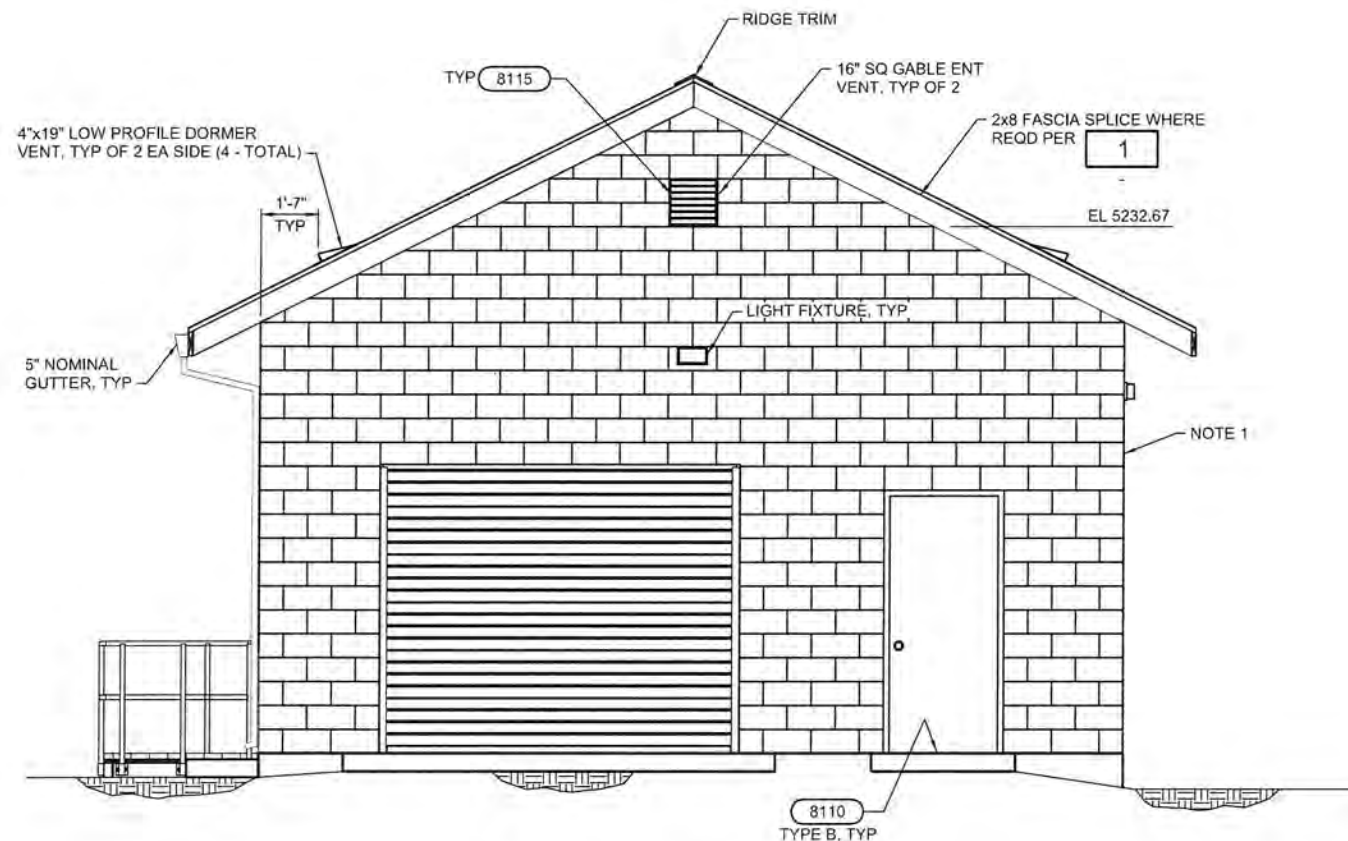 RIDGE TRIM
TYP 8115
16" SQ GABLE ENT
VENT, TYP OF 2
4"x19" LOW PROFILE DORMER
VENT, TYP OF 2 EA SIDE (4 - TOTAL)
2x8 FASCIA SPLICE WHERE
REQD PER 1
-
1'-7"
TYP
EL 5232.67
LIGHT FIXTURE, TYP
5" NOMINAL
GUTTER, TYP
NOTE 1
8110
TYPE B, TYP